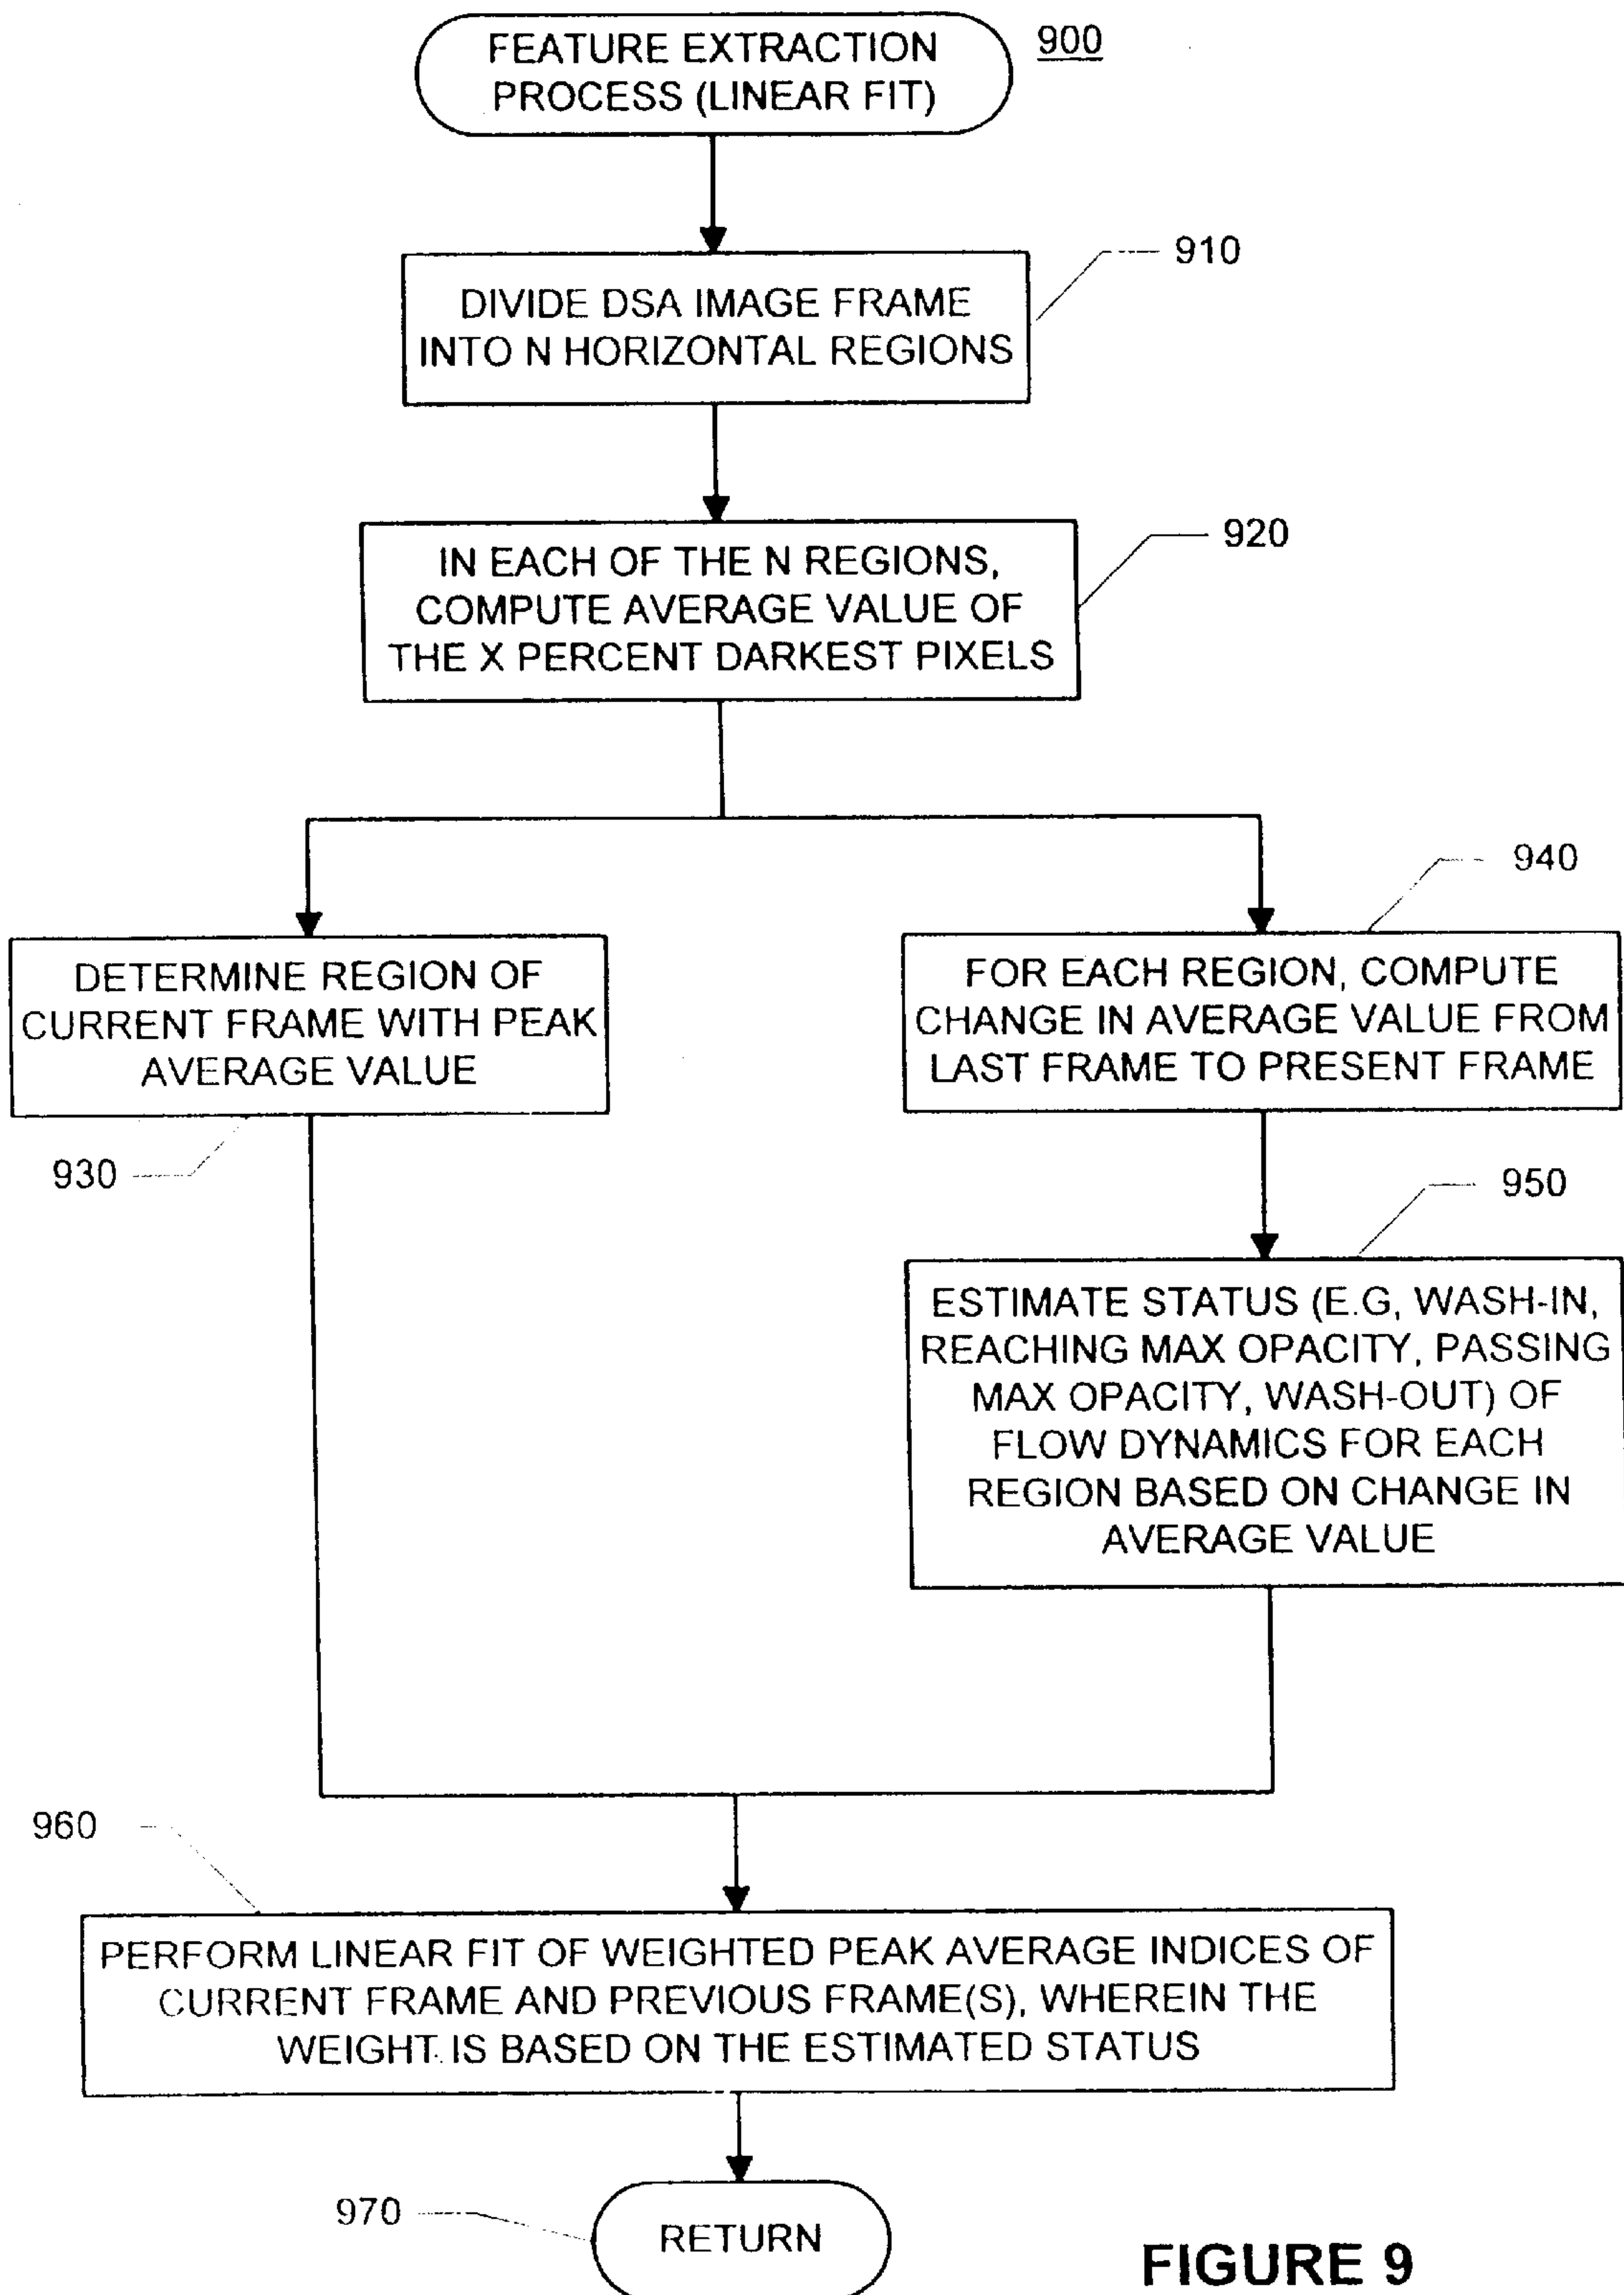 FEATURE EXTRACTION
PROCESS (LINEAR FIT)
900
910
DIVIDE DSA IMAGE FRAME
INTO N HORIZONTAL REGIONS
920
IN EACH OF THE N REGIONS,
COMPUTE AVERAGE VALUE OF
THE X PERCENT DARKEST PIXELS
940
DETERMINE REGION OF
CURRENT FRAME WITH PEAK
AVERAGE VALUE
930
FOR EACH REGION, COMPUTE
CHANGE IN AVERAGE VALUE FROM
LAST FRAME TO PRESENT FRAME
950
ESTIMATE STATUS (E.G, WASH-IN,
REACHING MAX OPACITY, PASSING
MAX OPACITY, WASH-OUT) OF
FLOW DYNAMICS FOR EACH
REGION BASED ON CHANGE IN
AVERAGE VALUE
960
PERFORM LINEAR FIT OF WEIGHTED PEAK AVERAGE INDICES OF
CURRENT FRAME AND PREVIOUS FRAME(S), WHEREIN THE
WEIGHT IS BASED ON THE ESTIMATED STATUS
970
RETURN
FIGURE 9